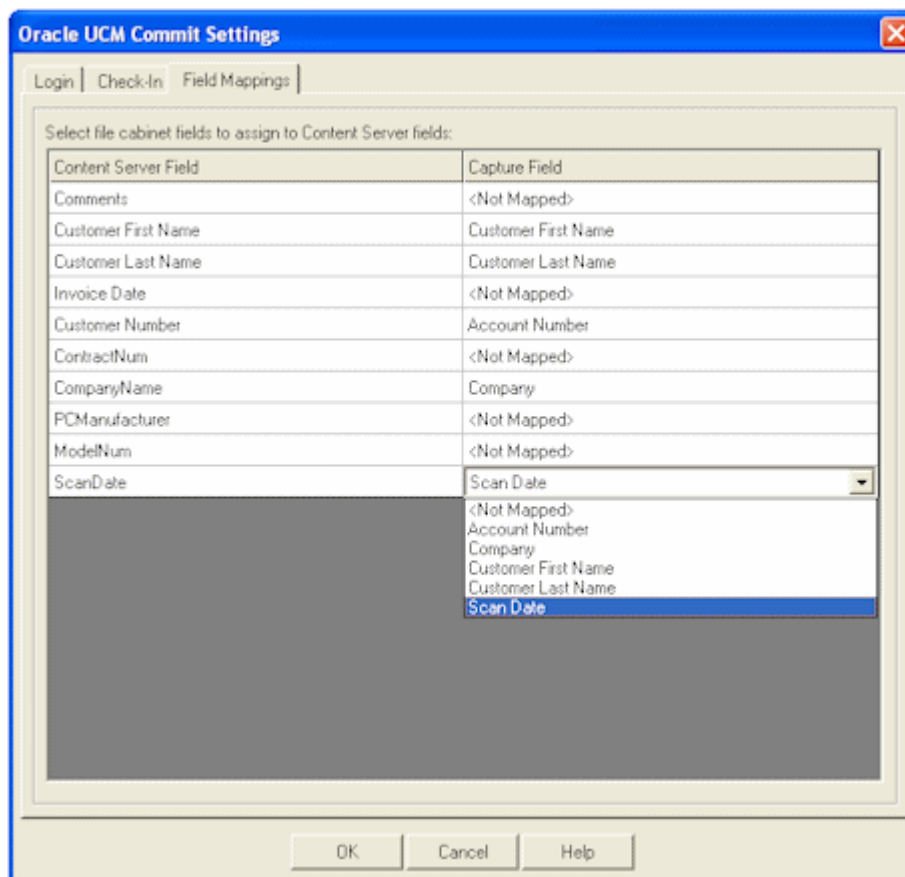 Oracle UCM Commit Settings
Login Check-In Field Mappings
Select file cabinet fields to assign to Content Server fields:
Content Server Field Capture Field
Comments <Not Mapped>
Customer First Name Customer First Name
Customer Last Name Customer Last Name
Invoice Date <Not Mapped>
Customer Number Account Number
ContractNum <Not Mapped>
CompanyName Company
PCManufacturer <Not Mapped>
ModelNum <Not Mapped>
ScanDate Scan Date
<Not Mapped>
Account Number
Company
Customer First Name
Customer Last Name
Scan Date
OK Cancel Help